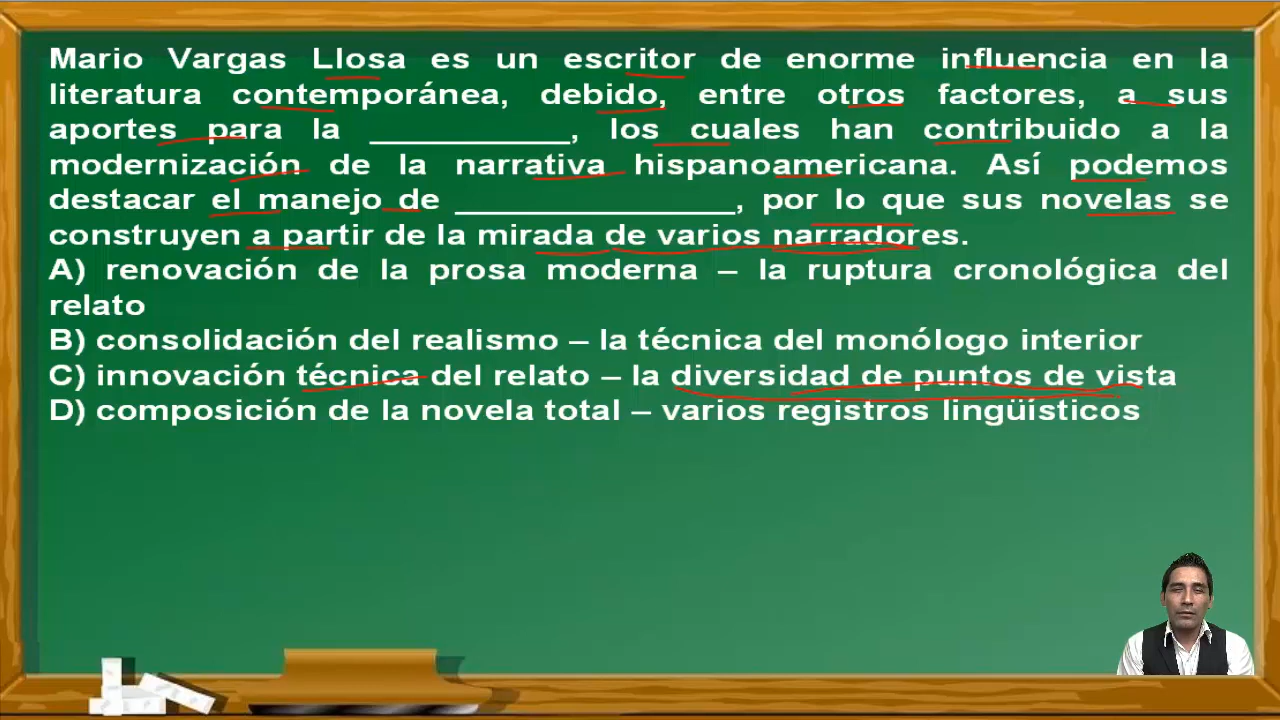 Mario Vargas Llosa es un escritor de enorme influencia en la
literatura contemporánea, debido, entre otros factores, a sus
aportes para la ___________, los cuales han contribuido a la
modernización de la narrativa hispanoamericana. Así podemos
destacar el manejo de ________________, por lo que sus novelas se
construyen a partir de la mirada de varios narradores.
A) renovación de la prosa moderna – la ruptura cronológica del
relato
B) consolidación del realismo – la técnica del monólogo interior
C) innovación técnica del relato – la diversidad de puntos de vista
D) composición de la novela total – varios registros lingüísticos